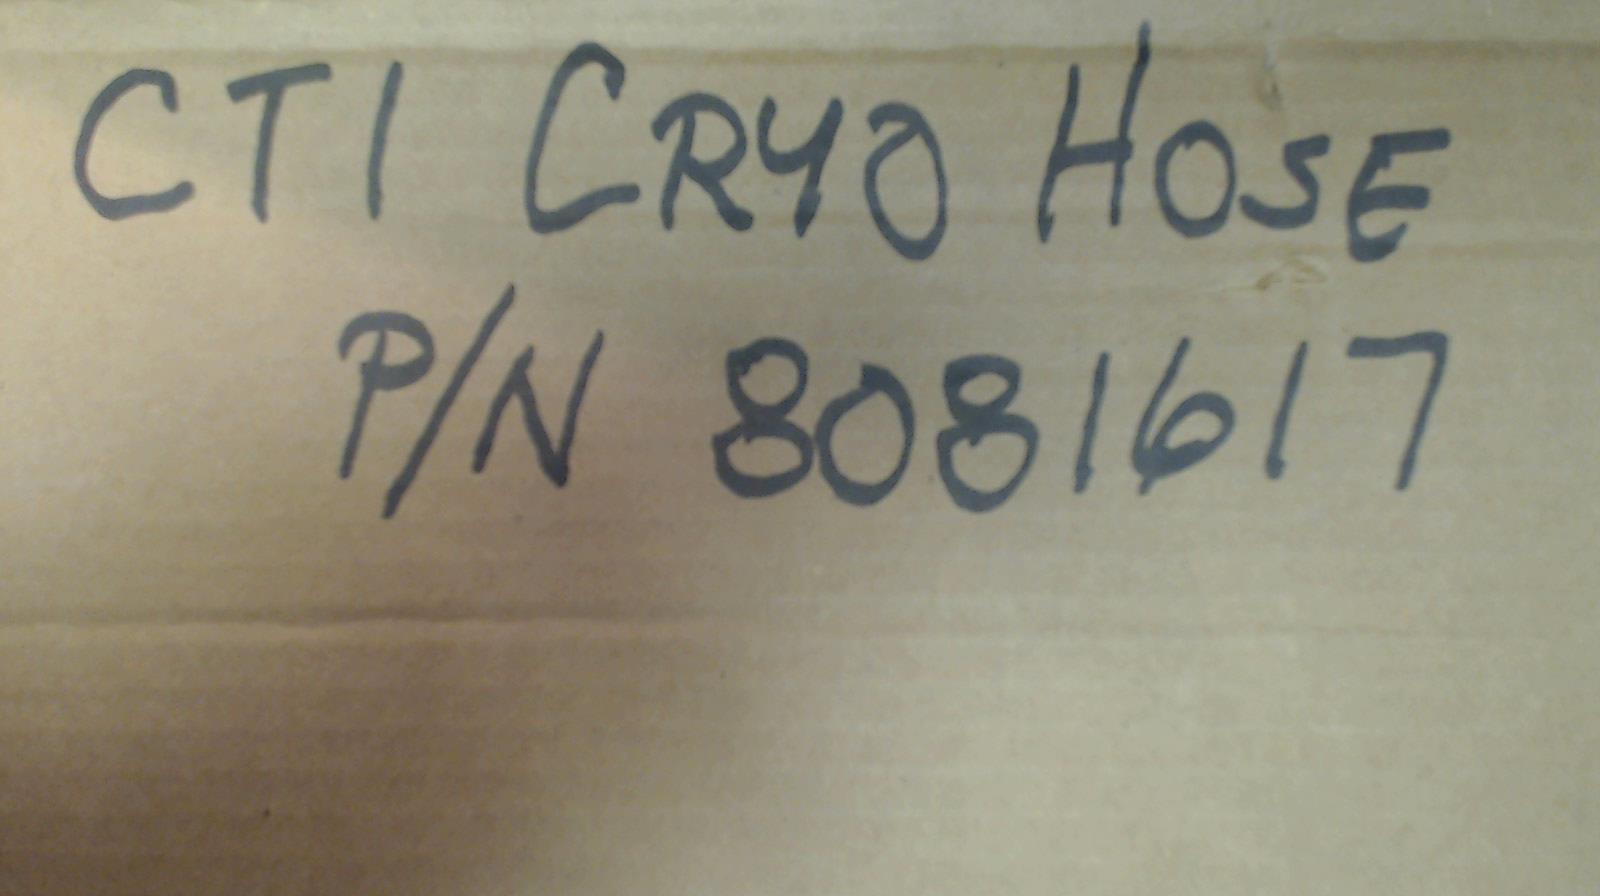 CTI CRYO HOSE
P/N 8081617